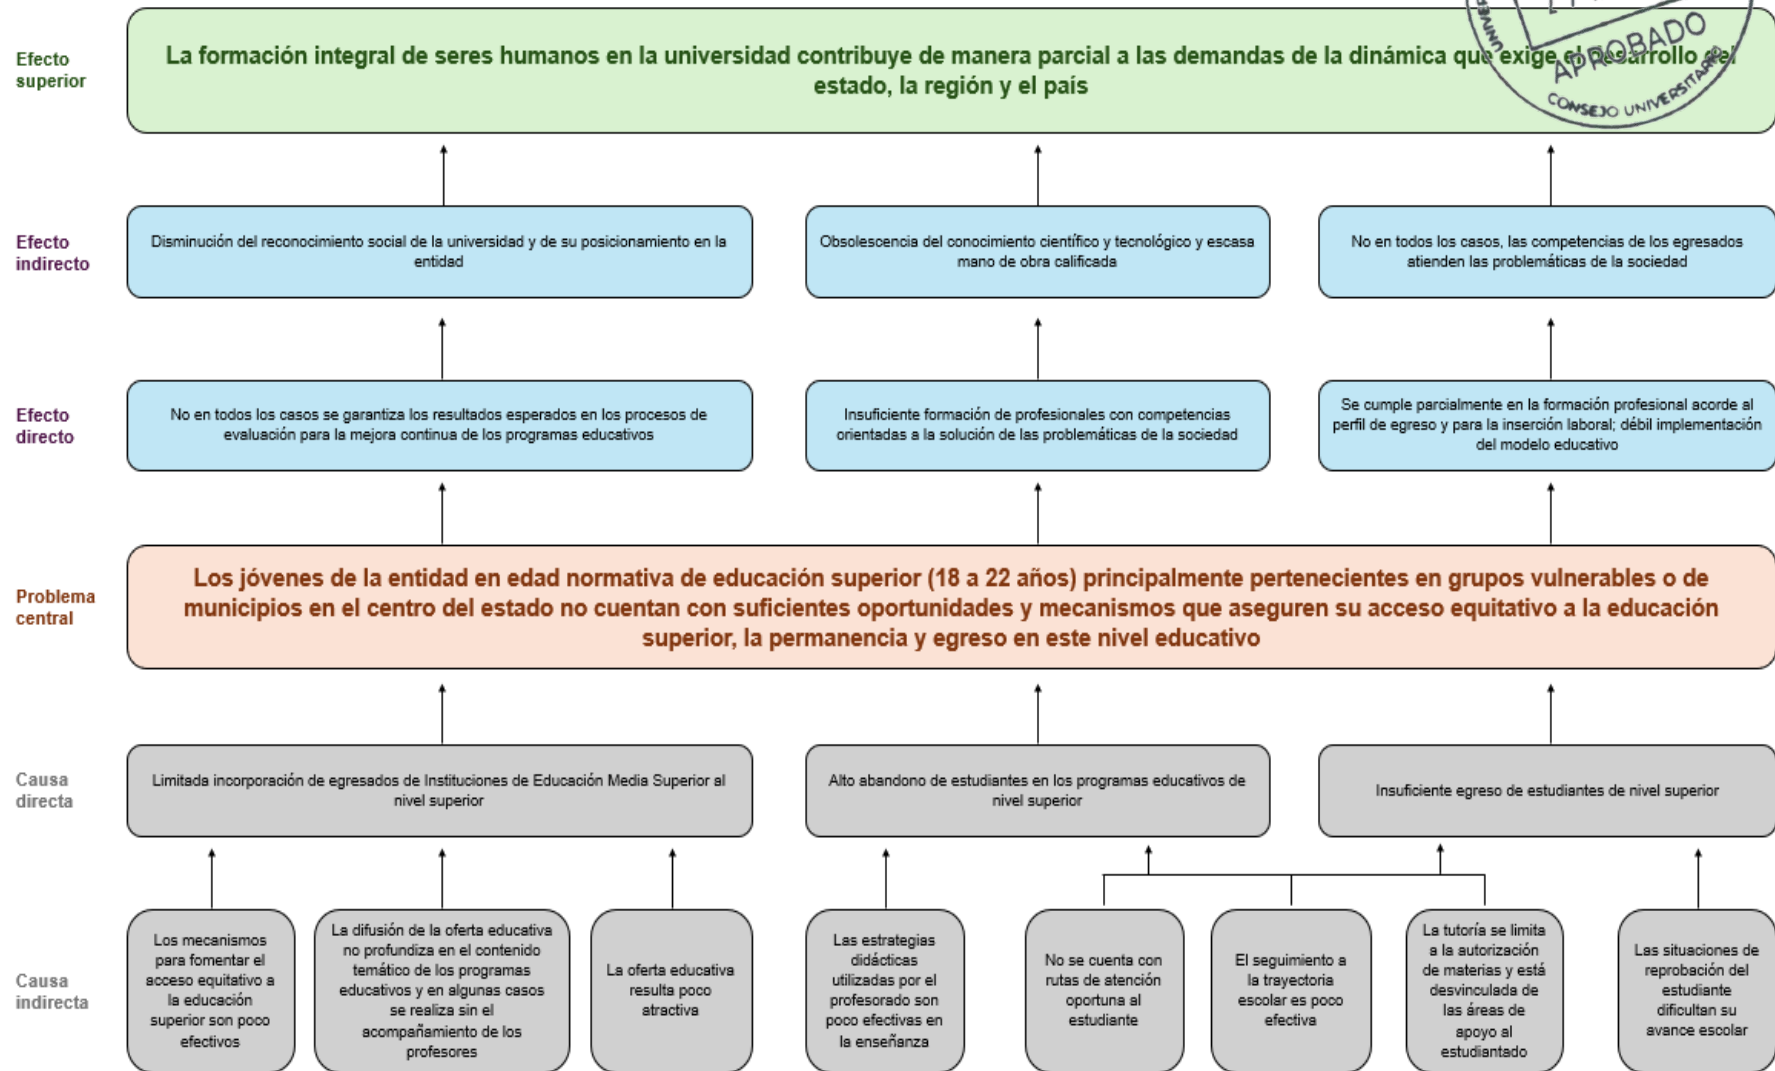 UNIVER
APROBADO
CONSEJO UNIVERSITARIO
Efecto
superior
La formación integral de seres humanos en la universidad contribuye de manera parcial a las demandas de la dinámica que exige el desarrollo del
estado, la región y el país
Efecto
indirecto
Disminución del reconocimiento social de la universidad y de su posicionamiento en la
entidad
Obsolescencia del conocimiento científico y tecnológico y escasa
mano de obra calificada
No en todos los casos, las competencias de los egresados
atienden las problemáticas de la sociedad
Efecto
directo
No en todos los casos se garantiza los resultados esperados en los procesos de
evaluación para la mejora continua de los programas educativos
Insuficiente formación de profesionales con competencias
orientadas a la solución de las problemáticas de la sociedad
Se cumple parcialmente en la formación profesional acorde al
perfil de egreso y para la inserción laboral; débil implementación
del modelo educativo
Problema
central
Los jóvenes de la entidad en edad normativa de educación superior (18 a 22 años) principalmente pertenecientes en grupos vulnerables o de
municipios en el centro del estado no cuentan con suficientes oportunidades y mecanismos que aseguren su acceso equitativo a la educación
superior, la permanencia y egreso en este nivel educativo
Causa
directa
Limitada incorporación de egresados de Instituciones de Educación Media Superior al
nivel superior
Alto abandono de estudiantes en los programas educativos de
nivel superior
Insuficiente egreso de estudiantes de nivel superior
Causa
indirecta
Los mecanismos
para fomentar el
acceso equitativo a
la educación
superior son poco
efectivos
La difusión de la oferta educativa
no profundiza en el contenido
temático de los programas
educativos y en algunas casos
se realiza sin el
acompañamiento de los
profesores
La oferta educativa
resulta poco
atractiva
Las estrategias
didácticas
utilizadas por el
profesorado son
poco efectivas en
la enseñanza
No se cuenta con
rutas de atención
oportuna al
estudiante
El seguimiento a
la trayectoria
escolar es poco
efectiva
La tutoría se limita
a la autorización
de materias y está
desvinculada de
las áreas de
apoyo al
estudiantado
Las situaciones de
reprobación del
estudiante
dificultan su
avance escolar